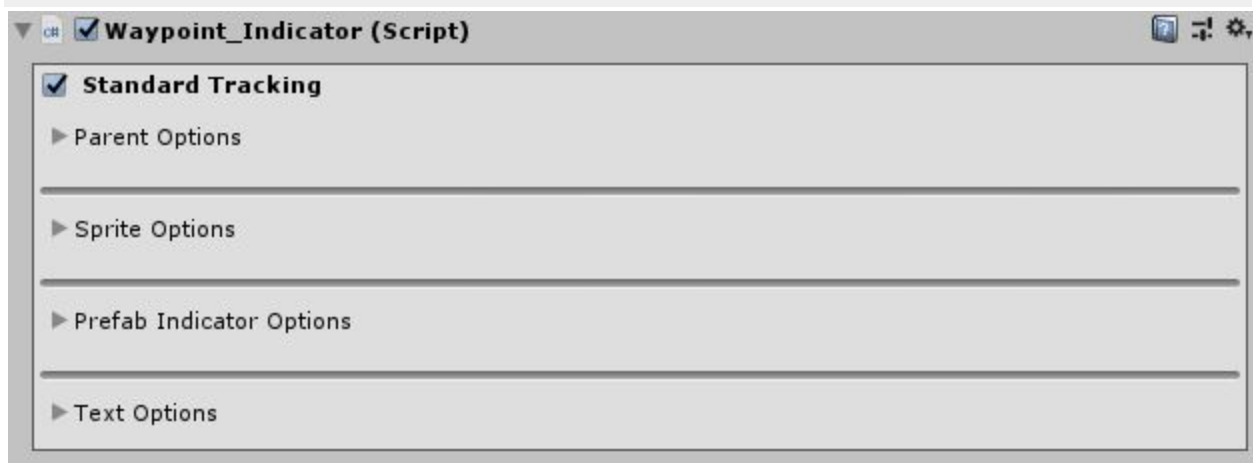 Waypoint_Indicator (Script)
Standard Tracking
Parent Options
Sprite Options
Prefab Indicator Options
Text Options